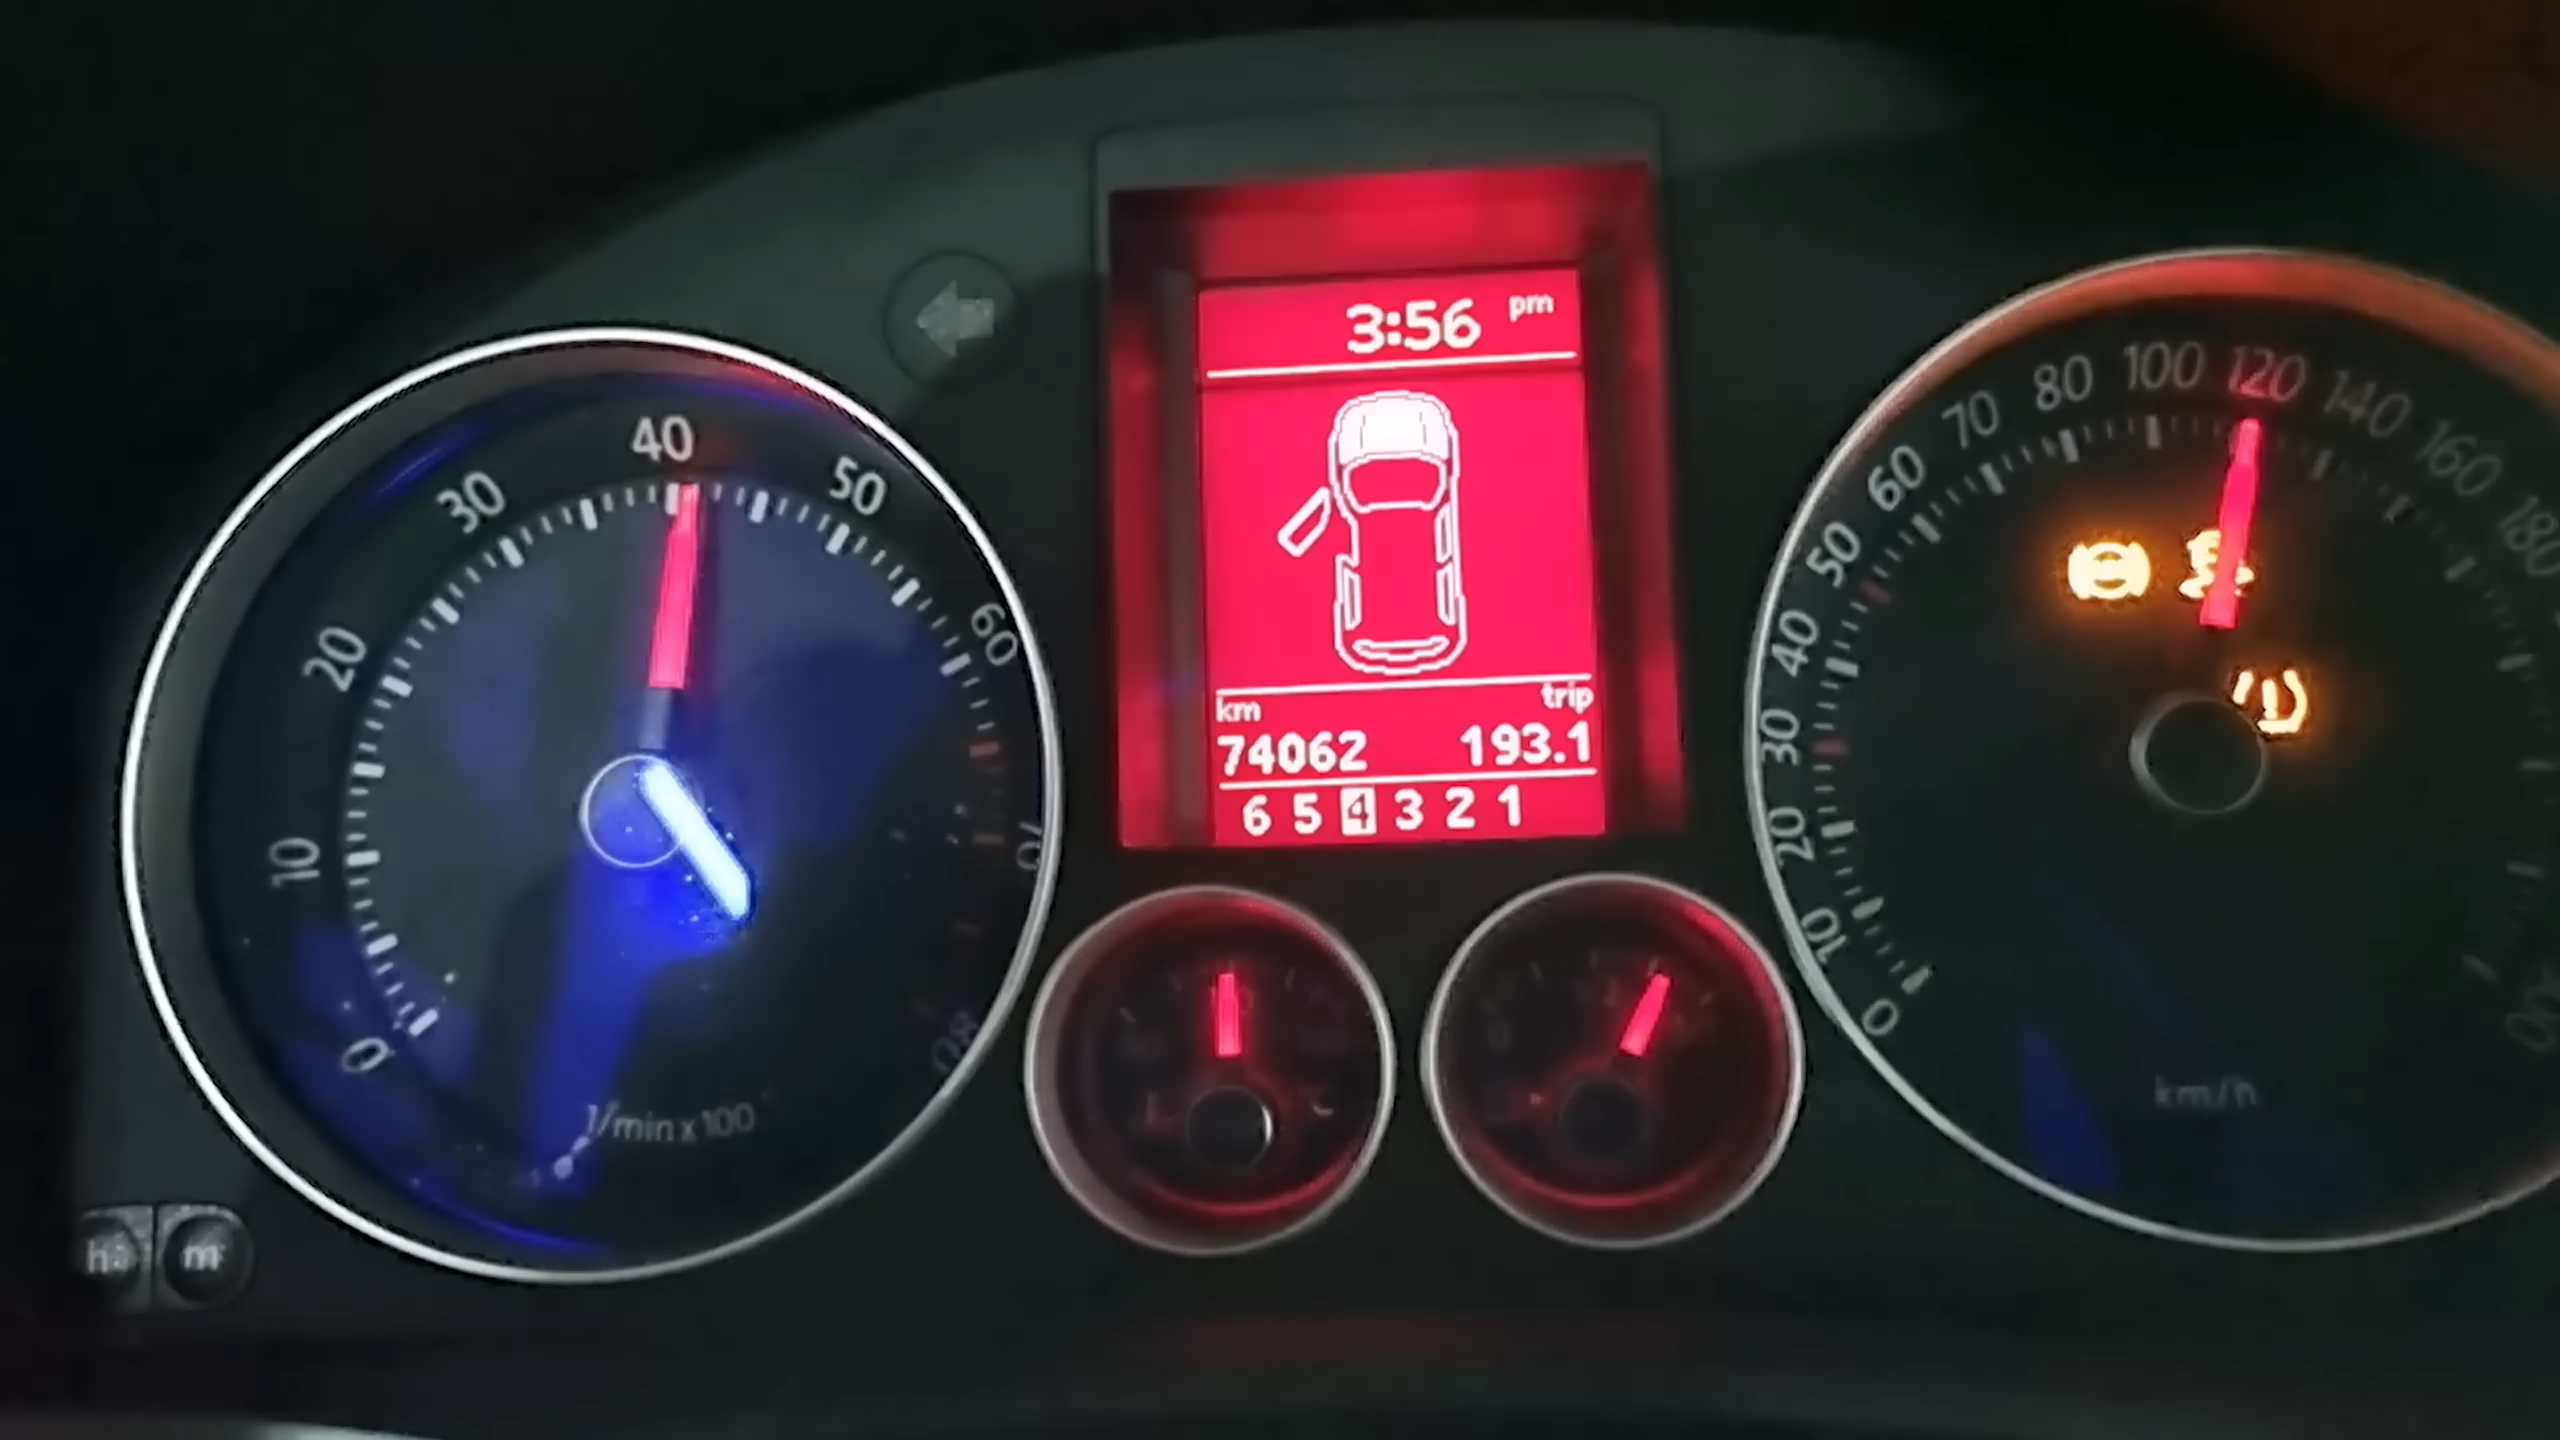 3:56 pm
km trip
74062 193.1
6 5 4 3 2 1
0 10 20 30 40 50 60 70 80
1/min x 100
0 10 20 30 40 50 60 70 80 100 120 140 160 180
km/h
m